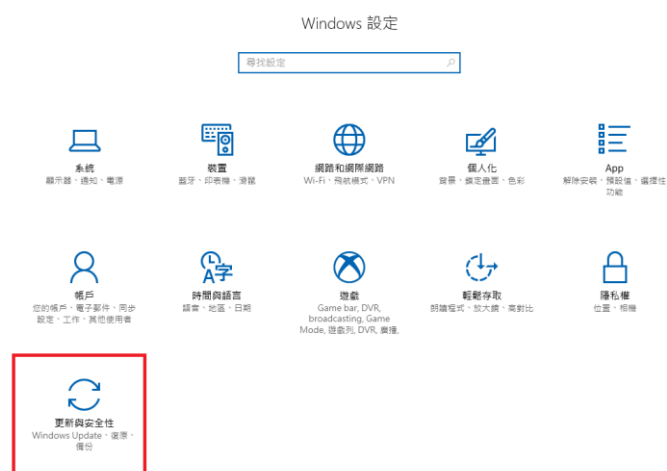 Windows 設定
尋找設定
系統
顯示器、通知、電源
裝置
藍牙、印表機、滑鼠
網路和網際網路
Wi-Fi、飛航模式、VPN
個人化
背景、鎖定畫面、色彩
App
解除安裝、預設值、選擇性
功能
帳戶
您的帳戶、電子郵件、同步
設定、工作、其他使用者
時間與語言
語音、地區、日期
遊戲
Game bar, DVR,
broadcasting, Game
Mode, 遊戲列, DVR, 廣播,
輕鬆存取
朗讀程式、放大鏡、高對比
隱私權
位置、相機
更新與安全性
Windows Update、復原、
備份